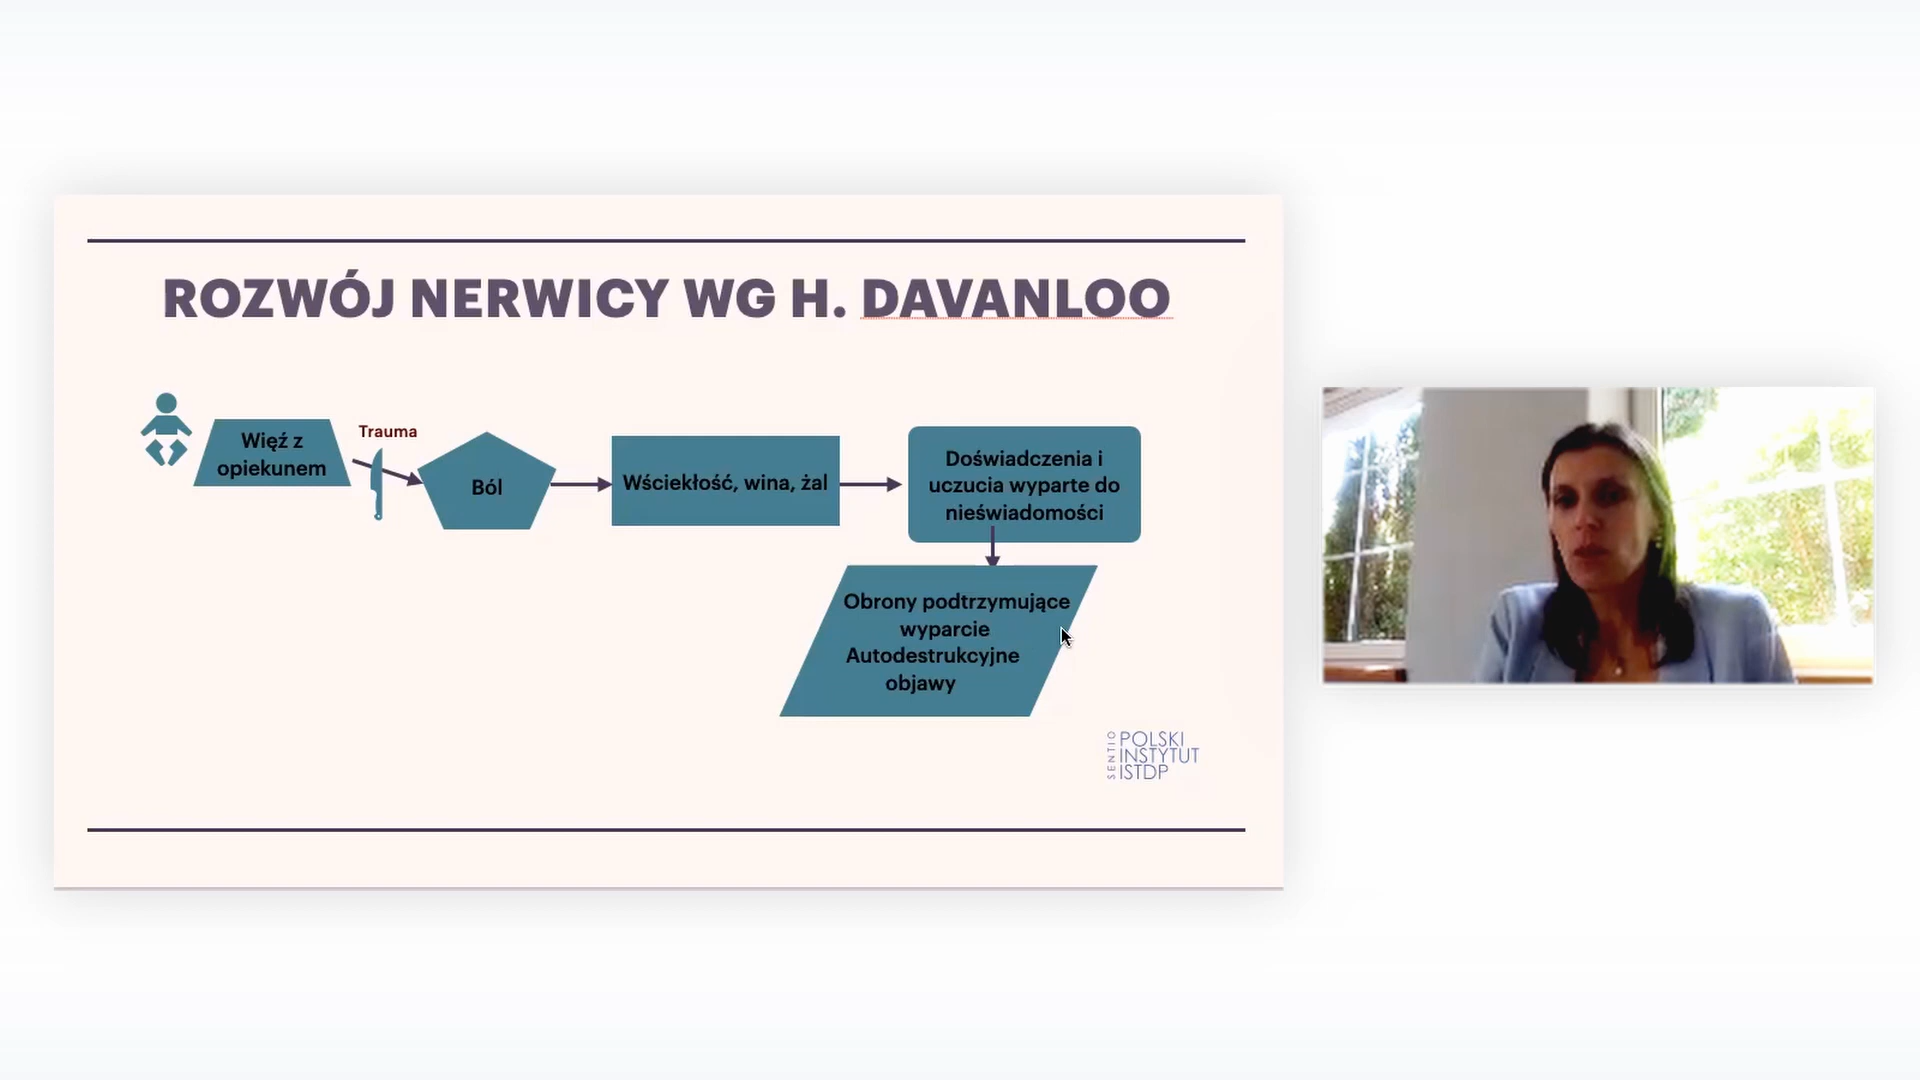 ROZWÓJ NERWICY WG H. DAVANLOO
Więź z
opiekunem
Trauma
Ból
Wściekłość, wina, żal
Doświadczenia i
uczucia wyparte do
nieświadomości
Obrony podtrzymujące
wyparcie
Autodestrukcyjne
objawy
SENTIO
POLSKI
INSTYTUT
ISTDP